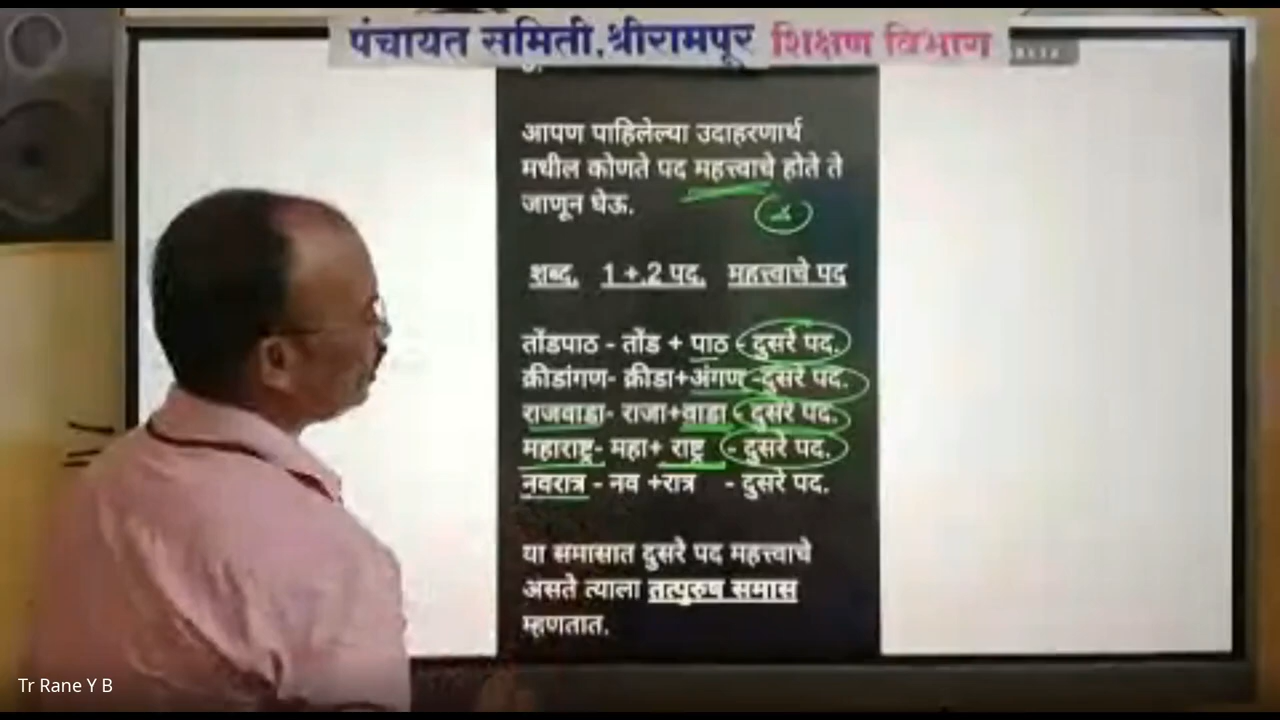 पंचायत समिती.श्रीरामपूर शिक्षण विभाग
आपण पाहिलेल्या उदाहरणार्थ
मधील कोणते पद महत्त्वाचे होते ते
जाणून घेऊ.
शब्द. 1 +.2 पद. महत्त्वाचे पद
तोंडपाठ - तोंड + पाठ - दुसरे पद.
क्रीडांगण- क्रीडा+अंगण -दुसरे पद.
राजवाडा- राजा+वाडा - दुसरे पद.
महाराष्ट्र- महा+ राष्ट्र - दुसरे पद.
नवरात्र - नव +रात्र - दुसरे पद.
या समासात दुसरे पद महत्त्वाचे
असते त्याला तत्पुरुष समास
म्हणतात.
Tr Rane Y B